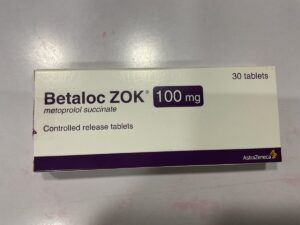 30 tablets
Betaloc ZOK® 100 mg
metoprolol succinate
Controlled release tablets
AstraZeneca